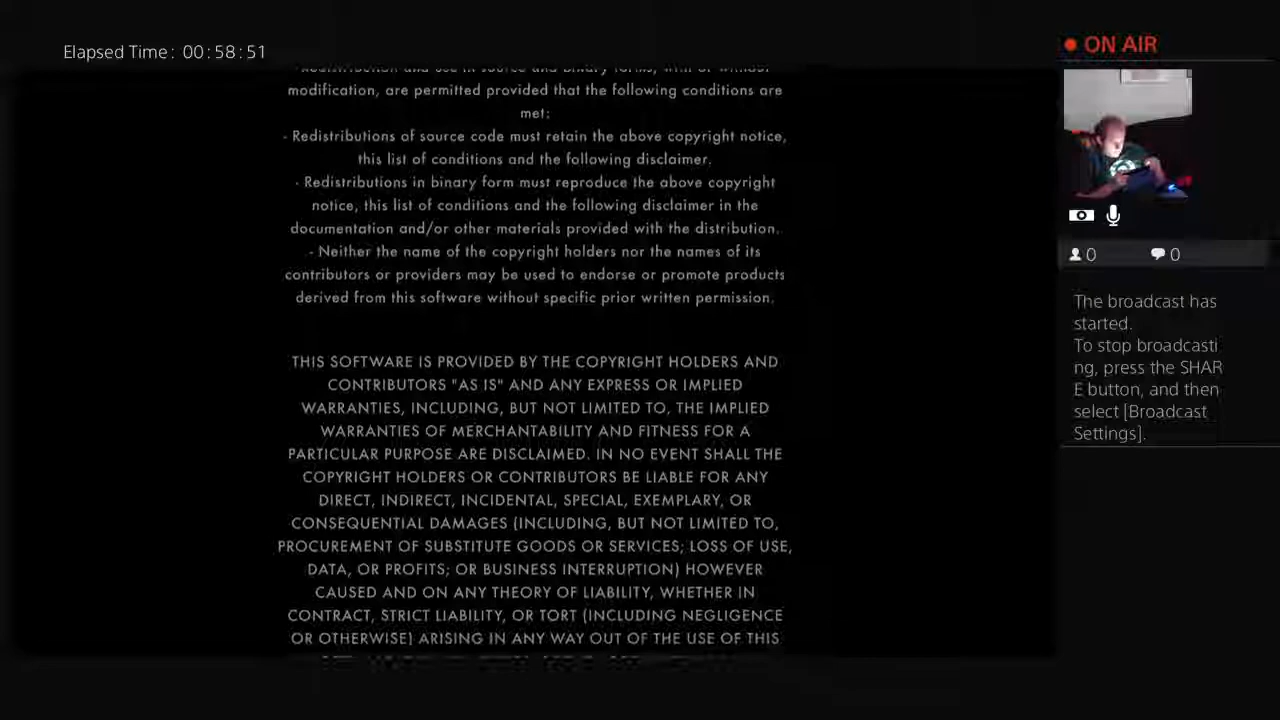 Elapsed Time: 00:58:51
ON AIR
Redistribution and use in source and binary forms, with or without
modification, are permitted provided that the following conditions are
met:
- Redistributions of source code must retain the above copyright notice,
this list of conditions and the following disclaimer.
- Redistributions in binary form must reproduce the above copyright
notice, this list of conditions and the following disclaimer in the
documentation and/or other materials provided with the distribution.
- Neither the name of the copyright holders nor the names of its
contributors or providers may be used to endorse or promote products
derived from this software without specific prior written permission.
THIS SOFTWARE IS PROVIDED BY THE COPYRIGHT HOLDERS AND
CONTRIBUTORS "AS IS" AND ANY EXPRESS OR IMPLIED
WARRANTIES, INCLUDING, BUT NOT LIMITED TO, THE IMPLIED
WARRANTIES OF MERCHANTABILITY AND FITNESS FOR A
PARTICULAR PURPOSE ARE DISCLAIMED. IN NO EVENT SHALL THE
COPYRIGHT HOLDERS OR CONTRIBUTORS BE LIABLE FOR ANY
DIRECT, INDIRECT, INCIDENTAL, SPECIAL, EXEMPLARY, OR
CONSEQUENTIAL DAMAGES (INCLUDING, BUT NOT LIMITED TO,
PROCUREMENT OF SUBSTITUTE GOODS OR SERVICES; LOSS OF USE,
DATA, OR PROFITS; OR BUSINESS INTERRUPTION) HOWEVER
CAUSED AND ON ANY THEORY OF LIABILITY, WHETHER IN
CONTRACT, STRICT LIABILITY, OR TORT (INCLUDING NEGLIGENCE
OR OTHERWISE) ARISING IN ANY WAY OUT OF THE USE OF THIS
0
0
The broadcast has
started.
To stop broadcasti
ng, press the SHAR
E button, and then
select [Broadcast
Settings].